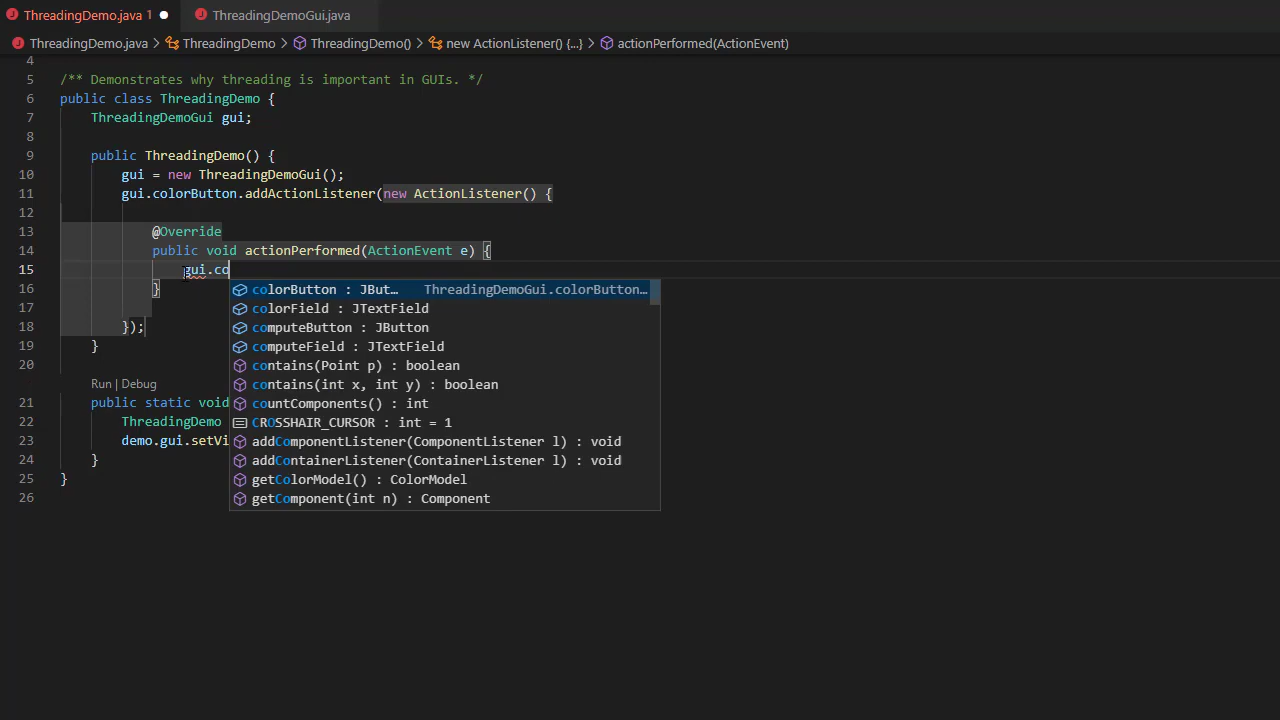 ThreadingDemo.java 1 ThreadingDemoGui.java
ThreadingDemo.java > ThreadingDemo > ThreadingDemo() > new ActionListener() {...} > actionPerformed(ActionEvent)
4
5 /** Demonstrates why threading is important in GUIs. */
6 public class ThreadingDemo {
7 ThreadingDemoGui gui;
8
9 public ThreadingDemo() {
10 gui = new ThreadingDemoGui();
11 gui.colorButton.addActionListener(new ActionListener() {
12
13 @Override
14 public void actionPerformed(ActionEvent e) {
15 gui.co
16 }
colorButton : JBut… ThreadingDemoGui.colorButton…
colorField : JTextField
17
computeButton : JButton
18 });
computeField : JTextField
19 }
contains(Point p) : boolean
20
contains(int x, int y) : boolean
Run | Debug
countComponents() : int
21 public static void
CROSSHAIR_CURSOR : int = 1
22 ThreadingDemo
addComponentListener(ComponentListener l) : void
23 demo.gui.setVi
addContainerListener(ContainerListener l) : void
24 }
getColorModel() : ColorModel
25 }
getComponent(int n) : Component
26